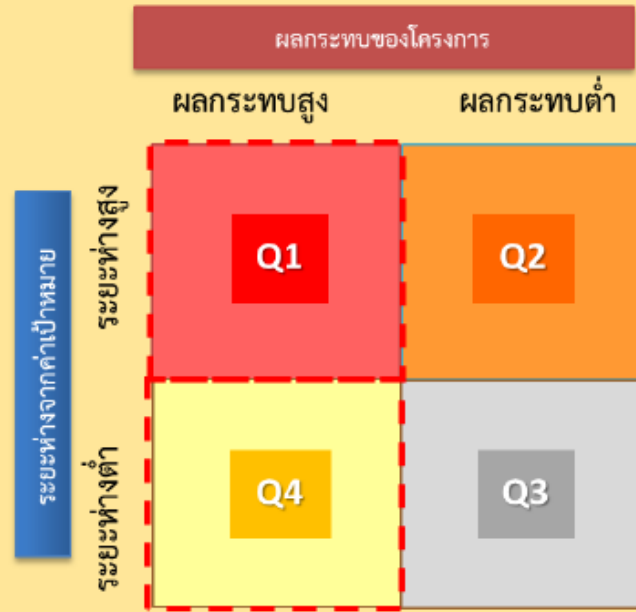 ผลกระทบของโครงการ
ผลกระทบสูง ผลกระทบต่ำ
ระยะห่างจากค่าเป้าหมาย
ระยะห่างสูง
Q1 Q2
ระยะห่างต่ำ
Q4 Q3